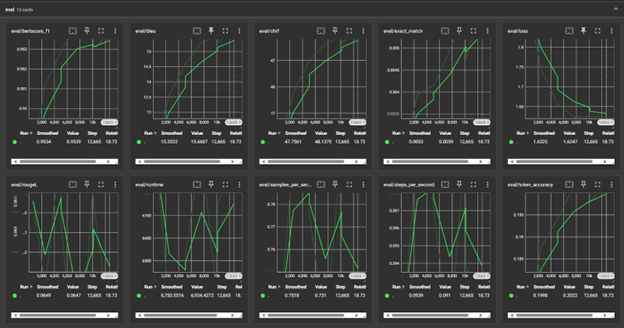 eval 10 cards
eval/bertscore_f1
eval/bleu
eval/chrf
eval/exact_match
eval/loss
0.953
0.952
0.951
0.95
2,000 4,000 6,000 8,000 10k
Run Smoothed Value Step Relati
0.9534 0.9539 12,665 18.73
15.5
15
2,000 4,000 6,000 8,000 10k
Run Smoothed Value Step Relati
15.3522 15.6687 12,665 18.73
47
46
2,000 4,000 6,000 8,000 10k
Run Smoothed Value Step Relati
47.7561 48.1375 12,665 18.73
0.005
0.0045
0.004
0.0035
2,000 4,000 6,000 8,000 10k
Run Smoothed Value Step Relati
0.0053 0.0059 12,665 18.73
1.7
1.65
2,000 4,000 6,000 8,000 10k
Run Smoothed Value Step Relati
1.6325 1.6247 12,665 18.73
eval/rougeL
eval/runtime
eval/samples_per_sec...
eval/steps_per_second
eval/token_accuracy
2,000 4,000 6,000 8,000 10k
Run Smoothed Value Step Relati
0.0649 0.0647 12,665 18.73
2,000 4,000 6,000 8,000 10k
Run Smoothed Value Step Relati
6,750.5516 6,934.4272 12,665 18.73
0.78
0.76
0.74
2,000 4,000 6,000 8,000 10k
Run Smoothed Value Step Relati
0.7518 0.731 12,665 18.73
0.097
0.096
0.095
0.094
2,000 4,000 6,000 8,000 10k
Run Smoothed Value Step Relati
0.0939 0.091 12,665 18.73
0.195
0.19
0.185
2,000 4,000 6,000 8,000 10k
Run Smoothed Value Step Relati
0.1998 0.2022 12,665 18.73